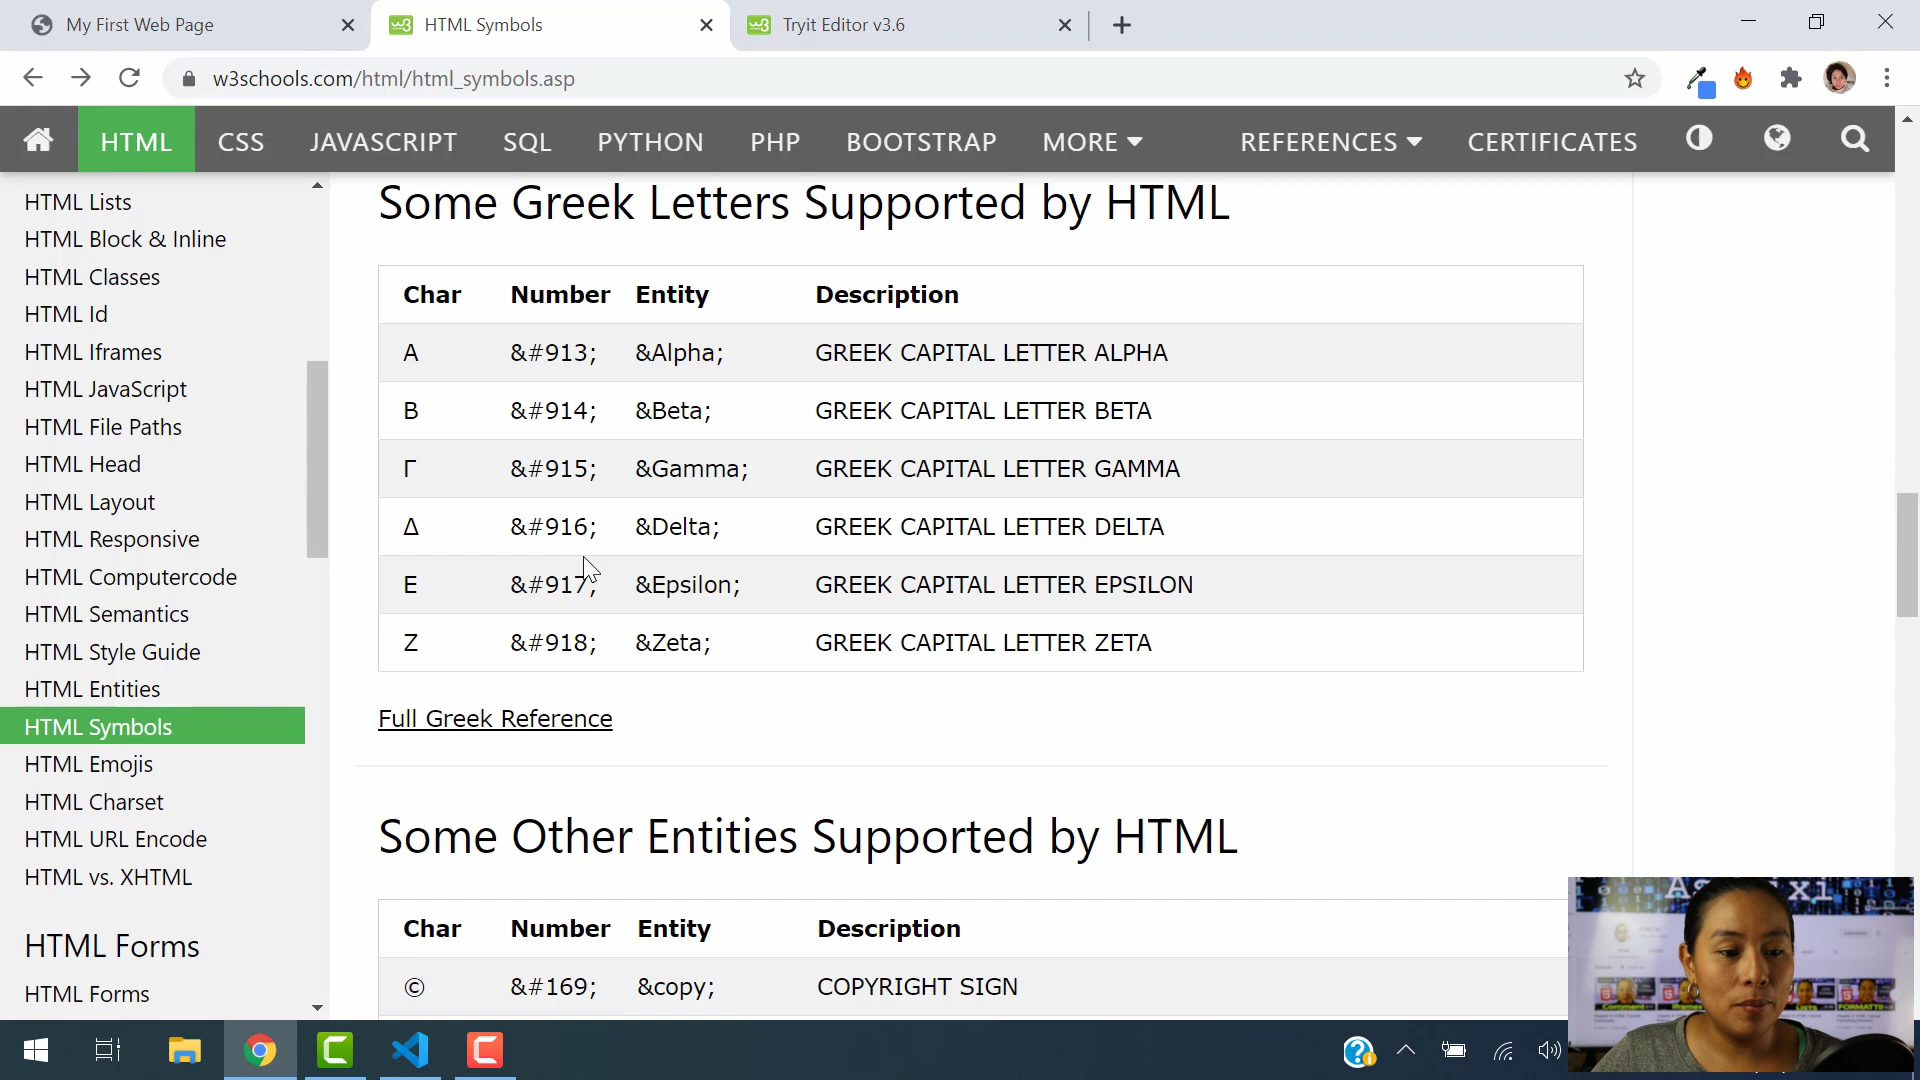 My First Web Page
HTML Symbols
Tryit Editor v3.6
w3schools.com/html/html_symbols.asp
HTML CSS JAVASCRIPT SQL PYTHON PHP BOOTSTRAP MORE REFERENCES CERTIFICATES
HTML Lists
HTML Block & Inline
HTML Classes
HTML Id
HTML Iframes
HTML JavaScript
HTML File Paths
HTML Head
HTML Layout
HTML Responsive
HTML Computercode
HTML Semantics
HTML Style Guide
HTML Entities
HTML Symbols
HTML Emojis
HTML Charset
HTML URL Encode
HTML vs. XHTML
HTML Forms
HTML Forms
Some Greek Letters Supported by HTML
Char Number Entity Description
Α &#913; &Alpha; GREEK CAPITAL LETTER ALPHA
Β &#914; &Beta; GREEK CAPITAL LETTER BETA
Γ &#915; &Gamma; GREEK CAPITAL LETTER GAMMA
Δ &#916; &Delta; GREEK CAPITAL LETTER DELTA
Ε &#917; &Epsilon; GREEK CAPITAL LETTER EPSILON
Ζ &#918; &Zeta; GREEK CAPITAL LETTER ZETA
Full Greek Reference
Some Other Entities Supported by HTML
Char Number Entity Description
© &#169; &copy; COPYRIGHT SIGN